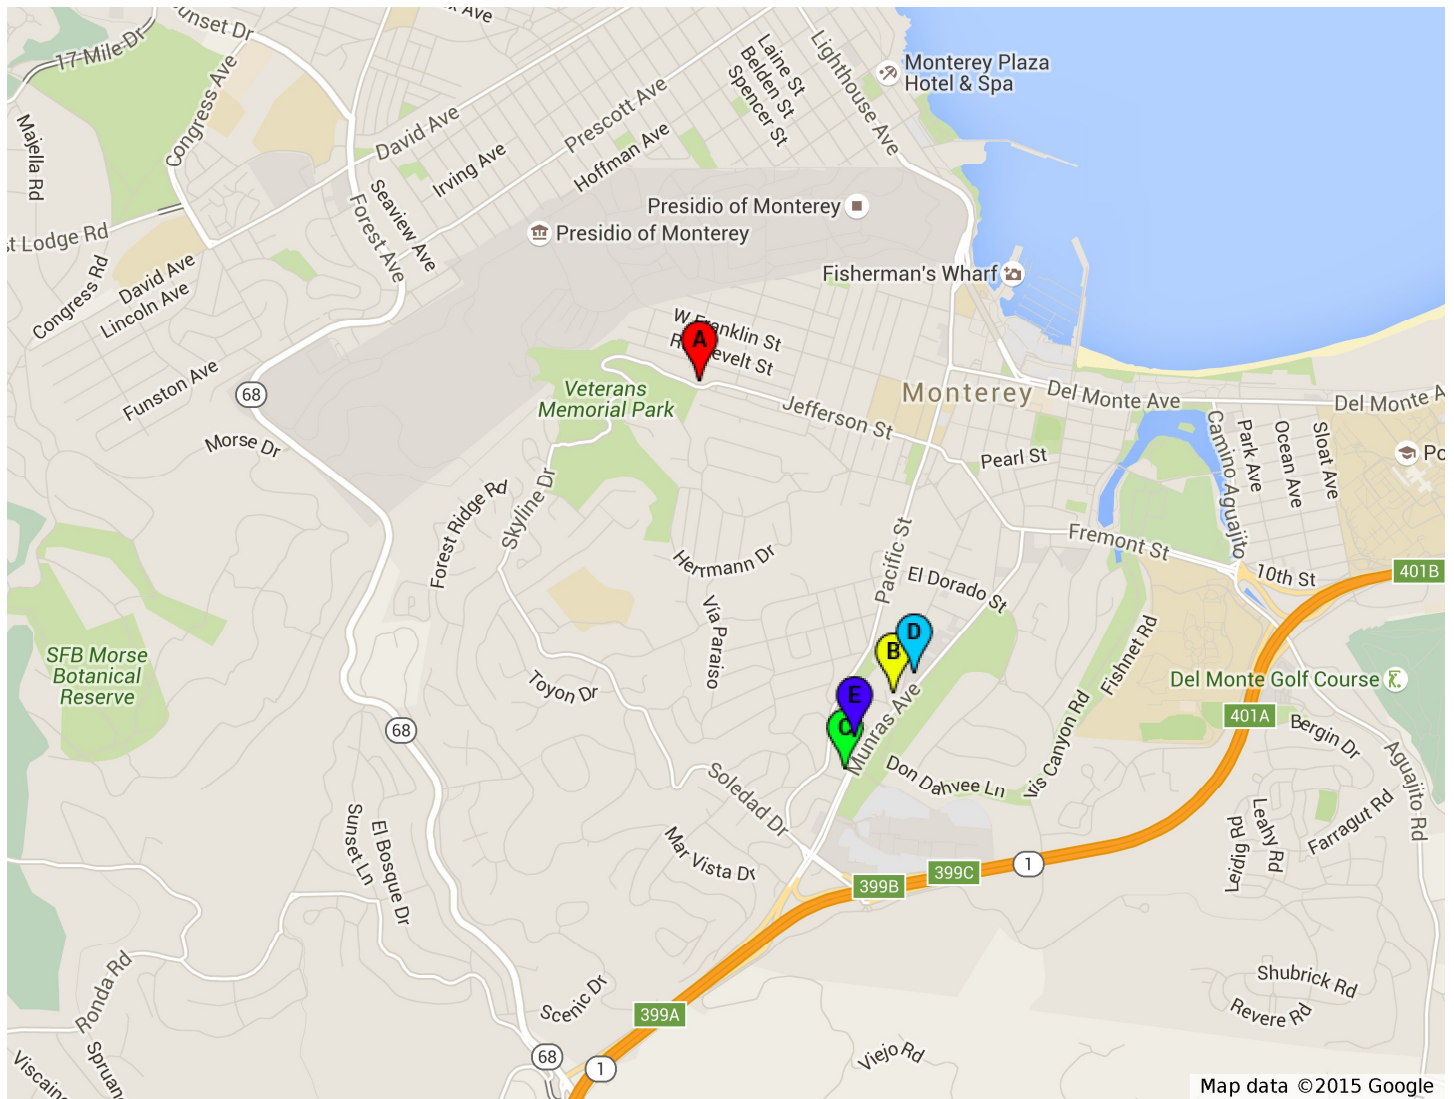 Sunset Dr
17 Mile Dr
Congress Ave
Majella Rd
David Ave
Prescott Ave
Irving Ave
Hoffman Ave
Laine St
Belden St
Spencer St
Lighthouse Ave
Monterey Plaza
Hotel & Spa
Presidio of Monterey
Presidio of Monterey
Seaview Ave
Forest Ave
st Lodge Rd
Congress Rd
David Ave
Lincoln Ave
Fisherman's Wharf
W Franklin St
A
Funston Ave
68
Morse Dr
Veterans
Memorial Park
Jefferson St
Monterey
Del Monte Ave
Del Monte A
Pearl St
Camino Aguajito
Park Ave
Ocean Ave
Sloat Ave
Po
Skyline Dr
Forest Ridge Rd
Herrmann Dr
Pacific St
Fremont St
El Dorado St
10th St
401B
Vía Paraiso
D
B
E
C
Munras Ave
Fishnet Rd
SFB Morse
Botanical
Reserve
Toyon Dr
Del Monte Golf Course
401A
Bergin Dr
68
Soledad Dr
Don Dahvee Ln
vis Canyon Rd
Aguajito Rd
Sunset Ln
El Bosque Dr
Mar Vista Dr
Leidig Rd
Leahy Rd
Farragut Rd
1
399C
399B
Ronda Rd
Scenic Dr
399A
Shubrick Rd
Revere Rd
Viejo Rd
68
1
Viscaino
Spruan
Map data ©2015 Google